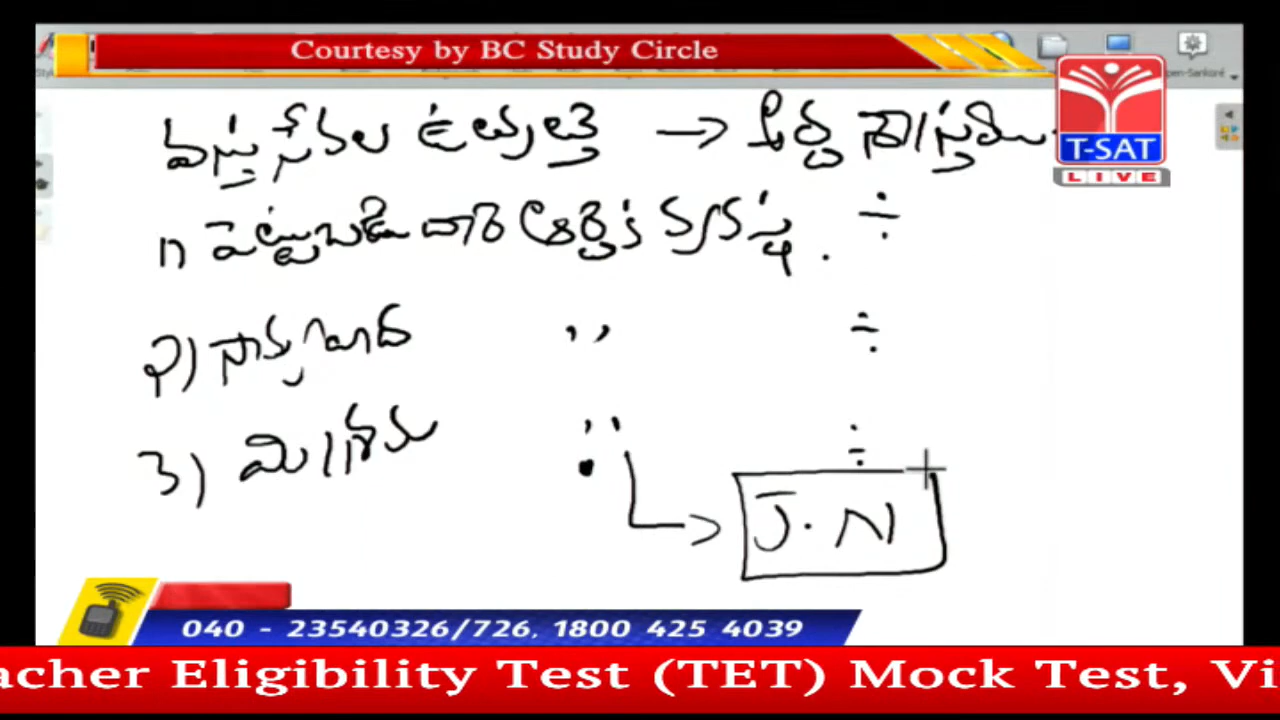 Courtesy by BC Study Circle
T-SAT
LIVE
వస్తు సేవల ఉత్పత్తి → అర్థ శాస్త్రము
1) పెట్టుబడి దారి ఆర్థిక వ్యవస్థ . ÷
2) సామ్యవాద ,, ÷
3) మిశ్రమ ,, ÷
J. N
040 - 23540326/726, 1800 425 4039
acher Eligibility Test (TET) Mock Test, Vi